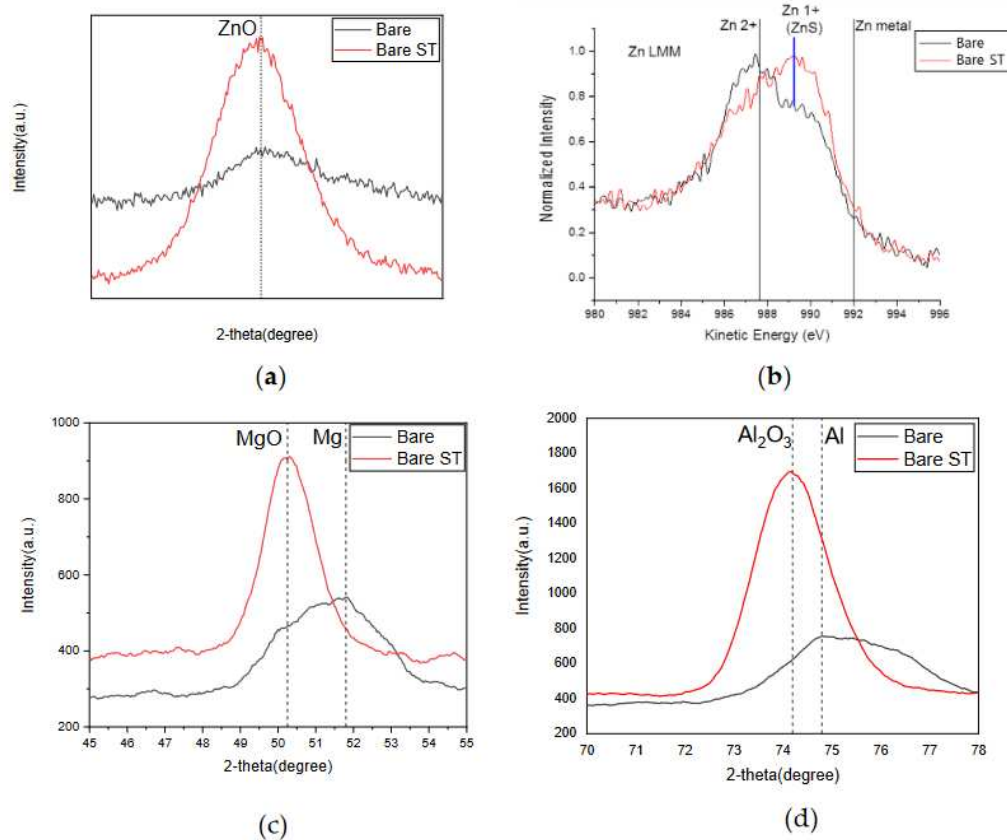 ZnO
Bare
Bare ST
Intensity(a.u.)
2-theta(degree)
(a)
Zn 2+
Zn 1+
(ZnS)
Zn metal
Zn LMM
Bare
Bare ST
Normalized Intensity
1.0
0.8
0.6
0.4
0.2
0.0
980 982 984 986 988 990 992 994 996
Kinetic Energy (eV)
(b)
MgO
Mg
Bare
Bare ST
Intensity(a.u.)
1000
800
600
400
200
45 46 47 48 49 50 51 52 53 54 55
2-theta(degree)
(c)
Al₂O₃
Al
Bare
Bare ST
Intensity(a.u.)
2000
1800
1600
1400
1200
1000
800
600
400
200
70 71 72 73 74 75 76 77 78
2-theta(degree)
(d)